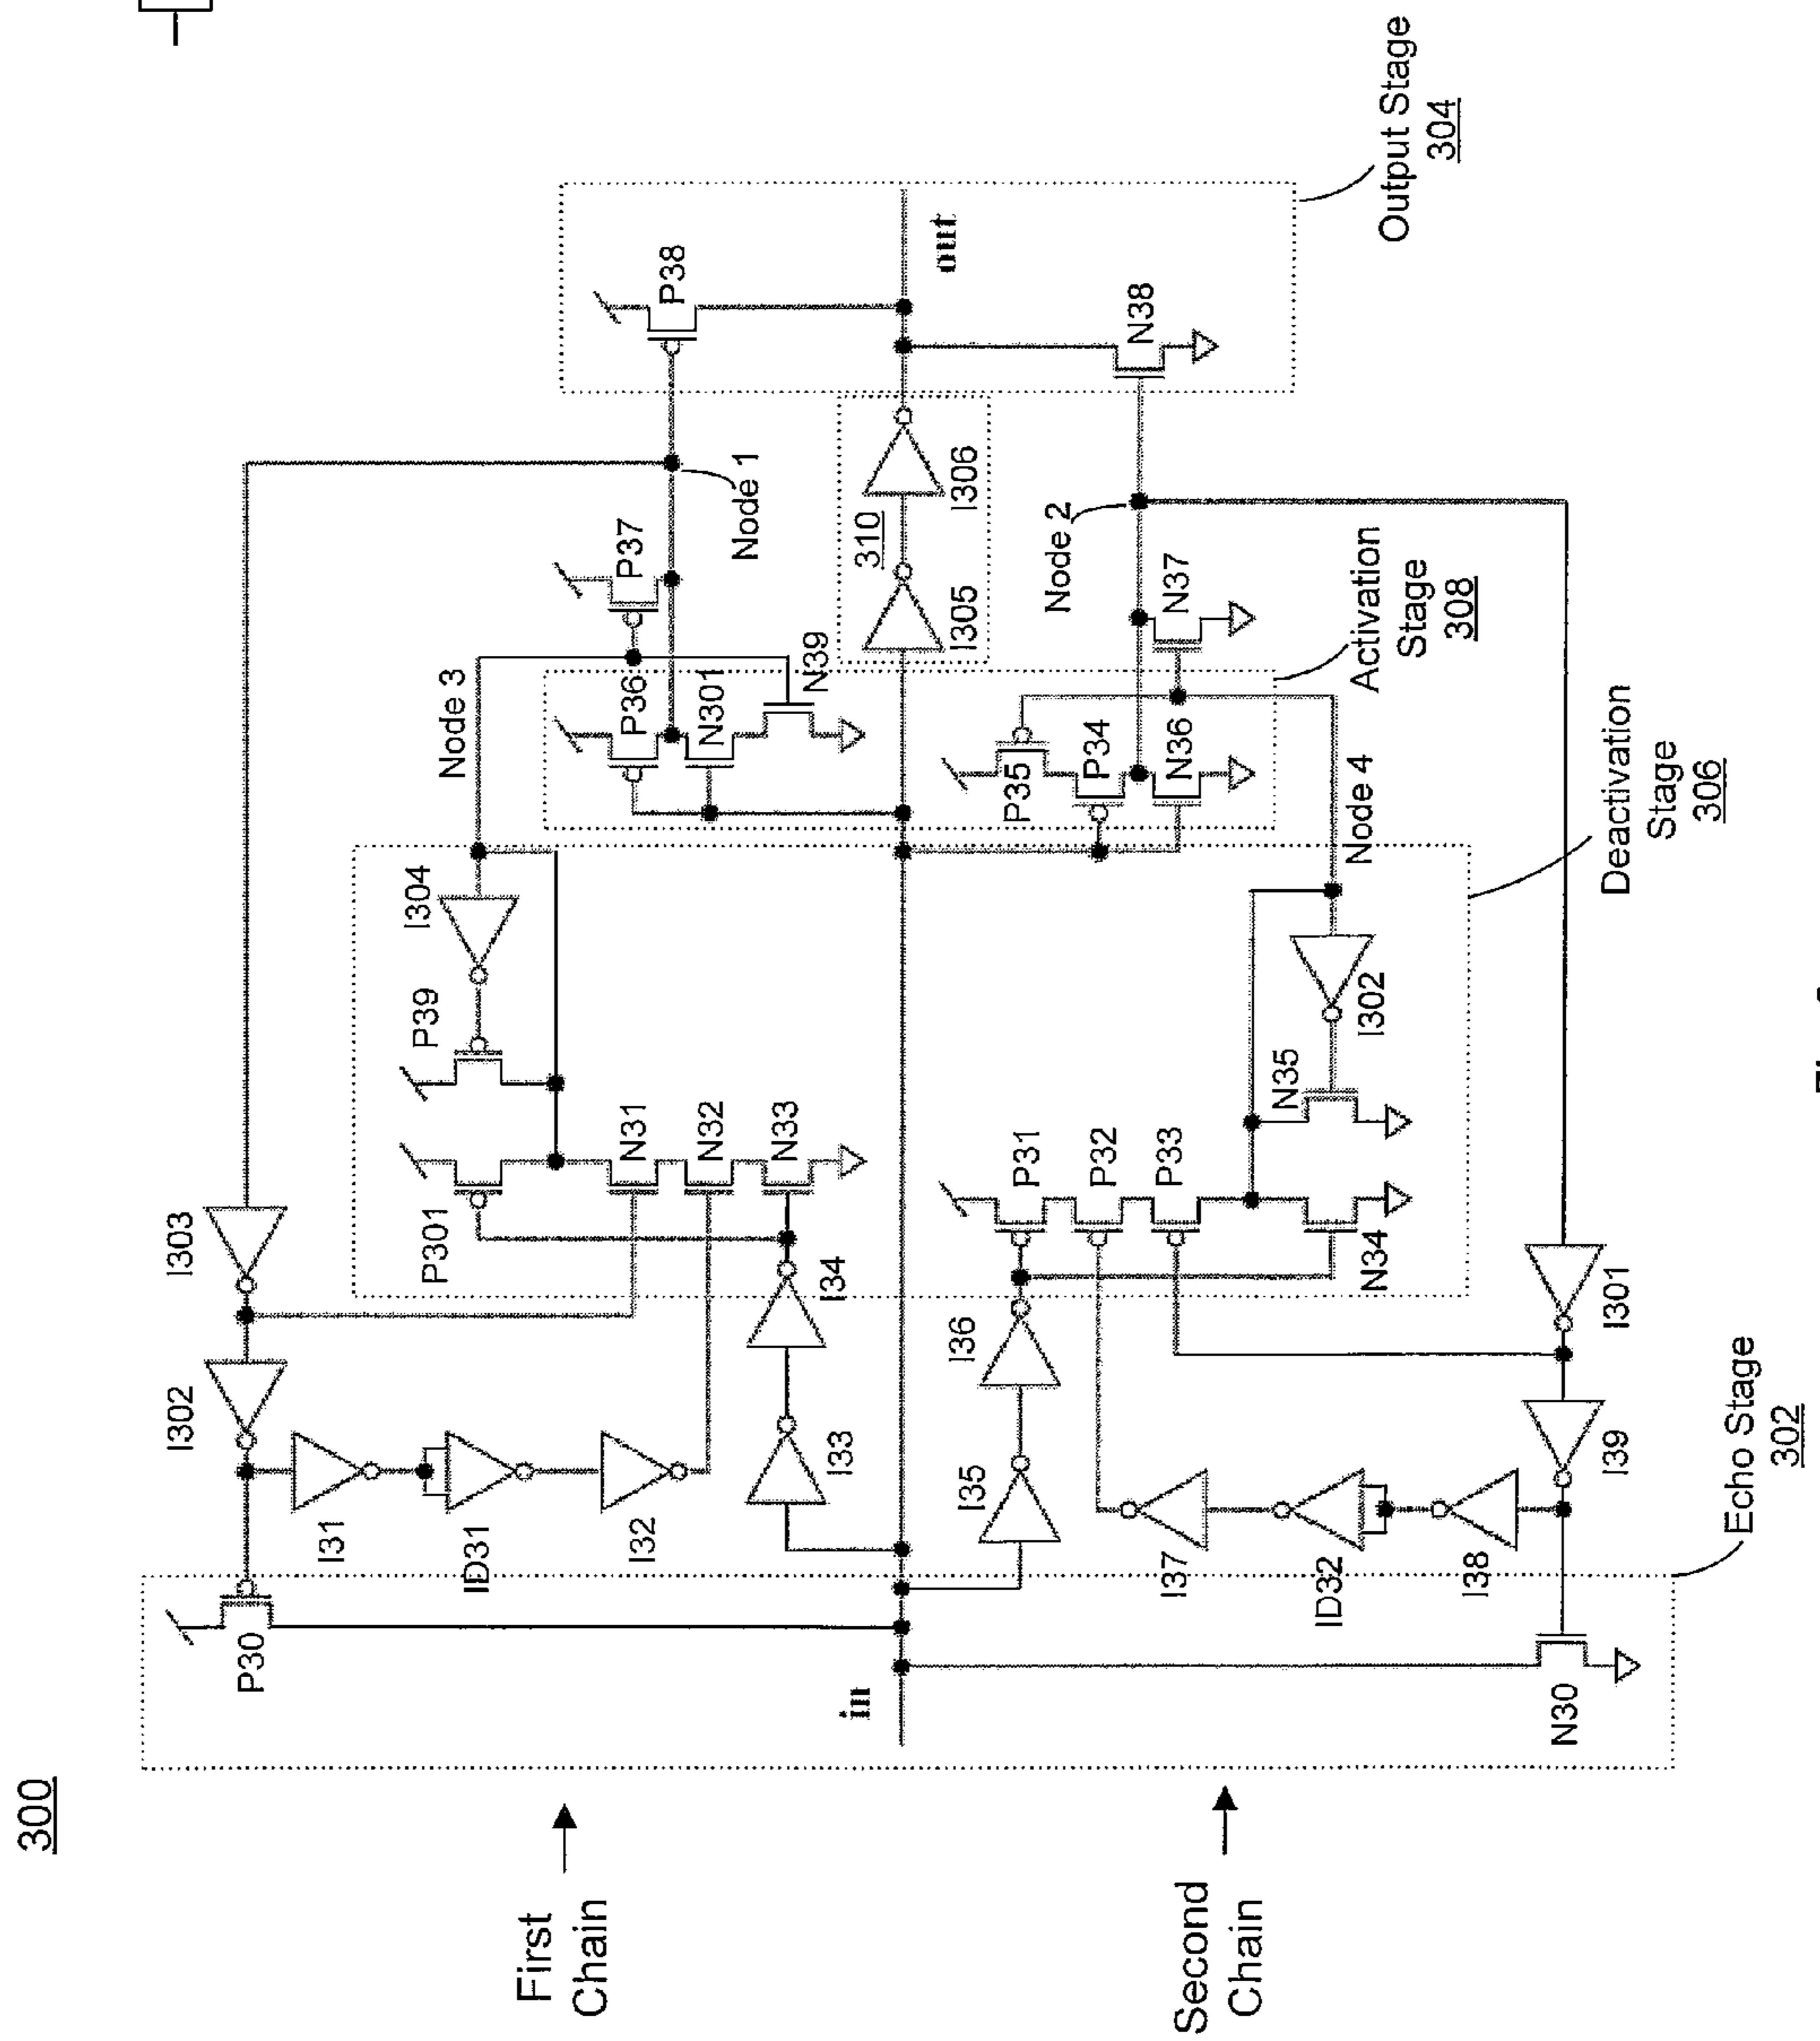 300
First
Chain
Second
Chain
Echo Stage
302
Deactivation
Stage
306
Activation
Stage
308
Output Stage
304
in
out
310
P30
I302
I303
I31
ID31
I32
I33
I34
P301
P39
I304
N31
N32
N33
Node 3
P36
N301
N39
P37
Node 1
P38
I305
I306
I35
I36
P31
P32
P33
N34
N35
I302
Node 4
P35
P34
N36
N37
Node 2
N38
I37
ID32
I38
I39
I301
N30